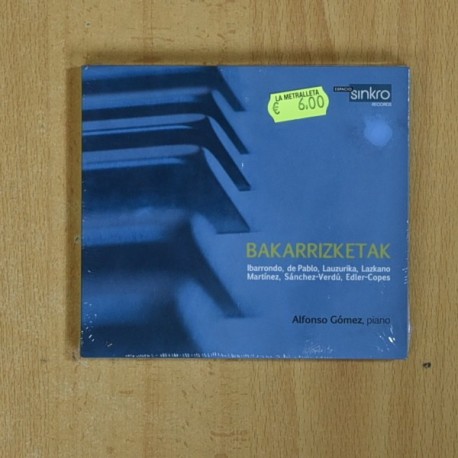 LA METRALLETA
€ 6.00
ESPACIO
sinkro
RECORDS
BAKARRIZKETAK
Ibarrondo, de Pablo, Lauzurika, Lazkano
Martínez, Sánchez-Verdú, Edler-Copes
Alfonso Gómez, piano